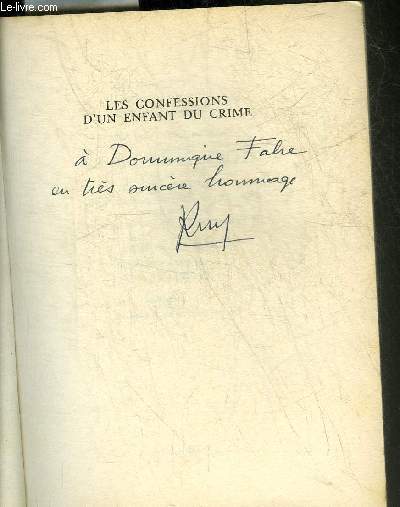 Le-livre.com
LES CONFESSIONS
D'UN ENFANT DU CRIME
à Dominique Fabre
en très sincère hommage